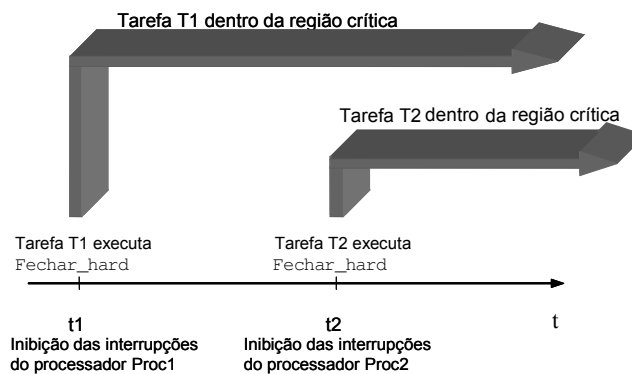 Tarefa T1 dentro da região crítica
Tarefa T2 dentro da região crítica
Tarefa T1 executa
Fechar_hard
Tarefa T2 executa
Fechar_hard
t1
t2
t
Inibição das interrupções
do processador Proc1
Inibição das interrupções
do processador Proc2